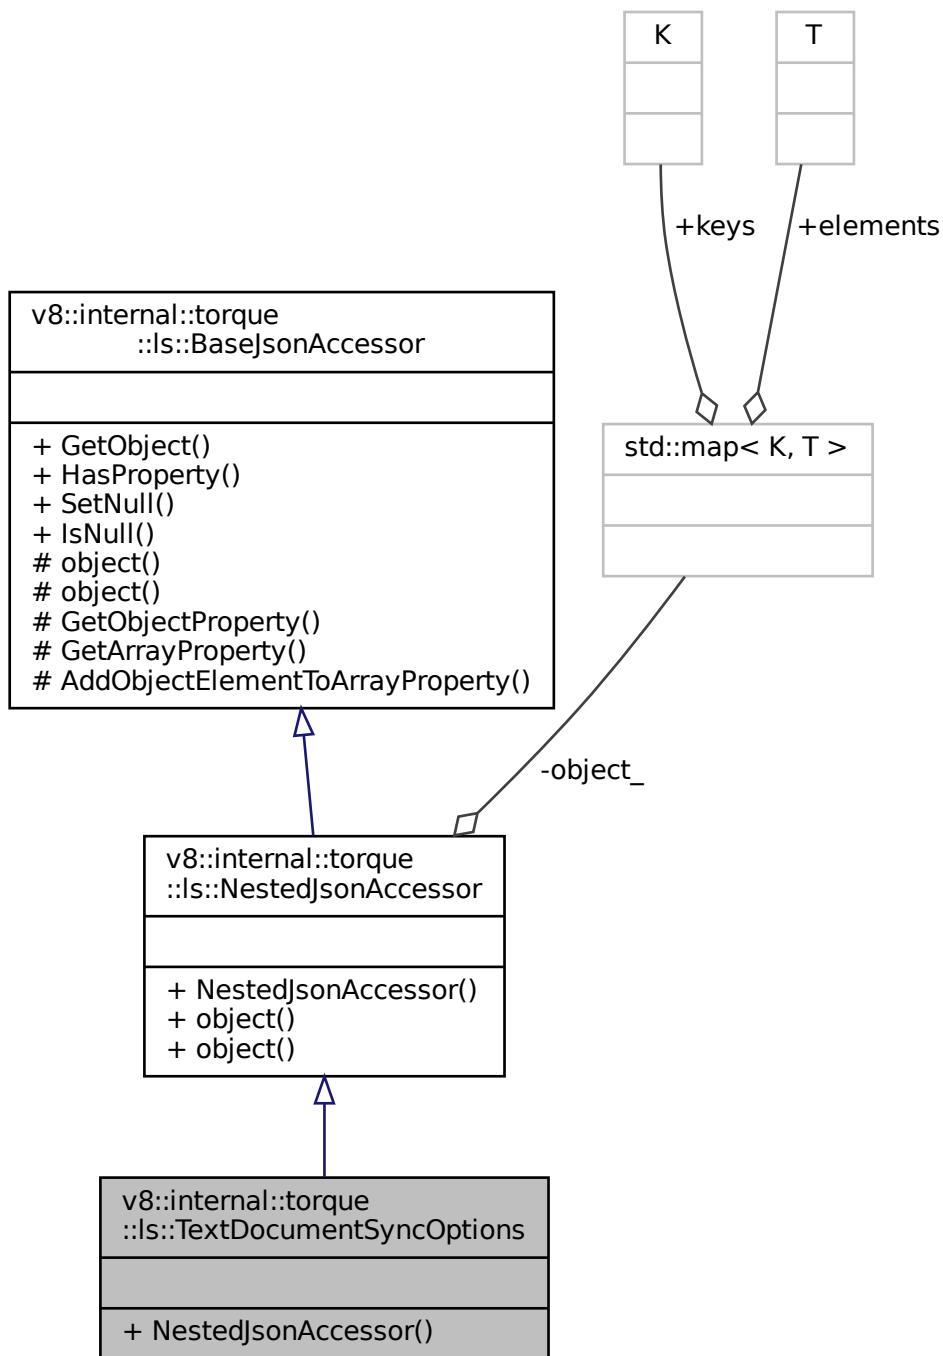 K
T
+keys
+elements
v8::internal::torque
::ls::BaseJsonAccessor
+ GetObject()
+ HasProperty()
+ SetNull()
+ IsNull()
# object()
# object()
# GetObjectProperty()
# GetArrayProperty()
# AddObjectElementToArrayProperty()
std::map< K, T >
-object_
v8::internal::torque
::ls::NestedJsonAccessor
+ NestedJsonAccessor()
+ object()
+ object()
v8::internal::torque
::ls::TextDocumentSyncOptions
+ NestedJsonAccessor()